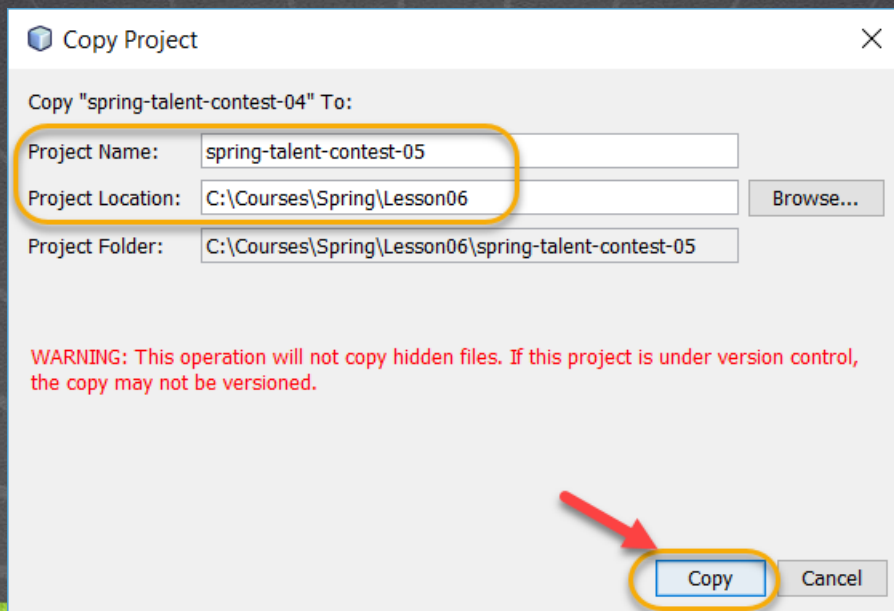 Copy Project
Copy "spring-talent-contest-04" To:
Project Name: spring-talent-contest-05
Project Location: C:\Courses\Spring\Lesson06 Browse...
Project Folder: C:\Courses\Spring\Lesson06\spring-talent-contest-05
WARNING: This operation will not copy hidden files. If this project is under version control,
the copy may not be versioned.
Copy Cancel